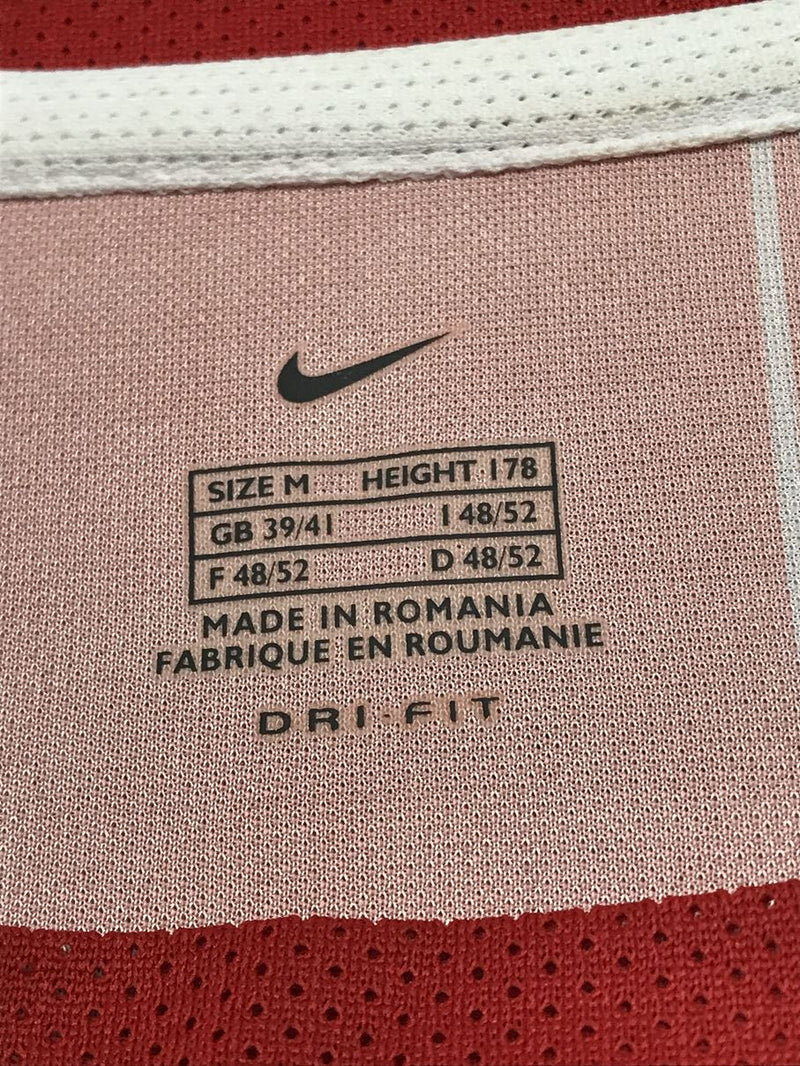 SIZE M HEIGHT 178
GB 39/41 I 48/52
F 48/52 D 48/52
MADE IN ROMANIA
FABRIQUE EN ROUMANIE
DRI·FIT